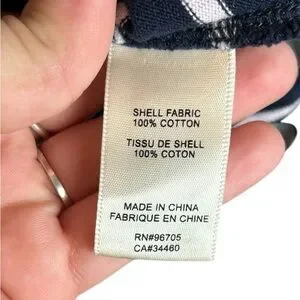 SHELL FABRIC
100% COTTON
TISSU DE SHELL
100% COTON
MADE IN CHINA
FABRIQUE EN CHINE
RN#96705
CA#34460